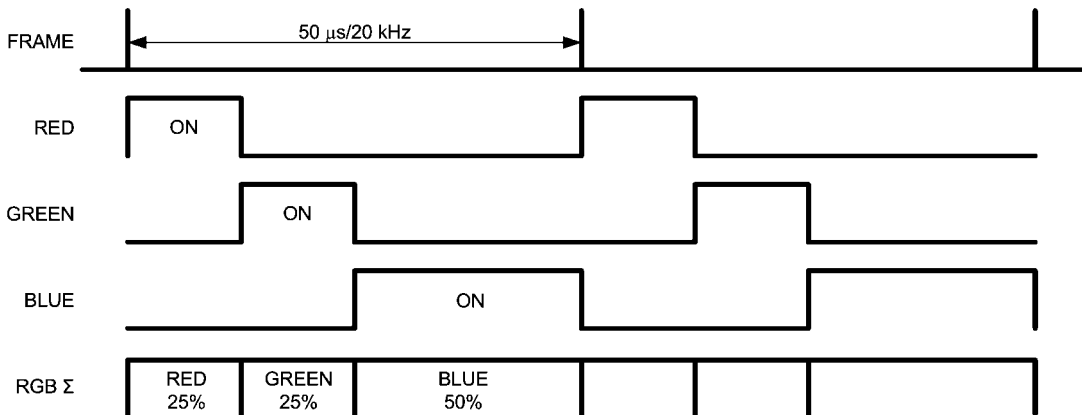 50 μs/20 kHz
FRAME
RED
ON
GREEN
ON
BLUE
ON
RGB Σ
RED
25%
GREEN
25%
BLUE
50%